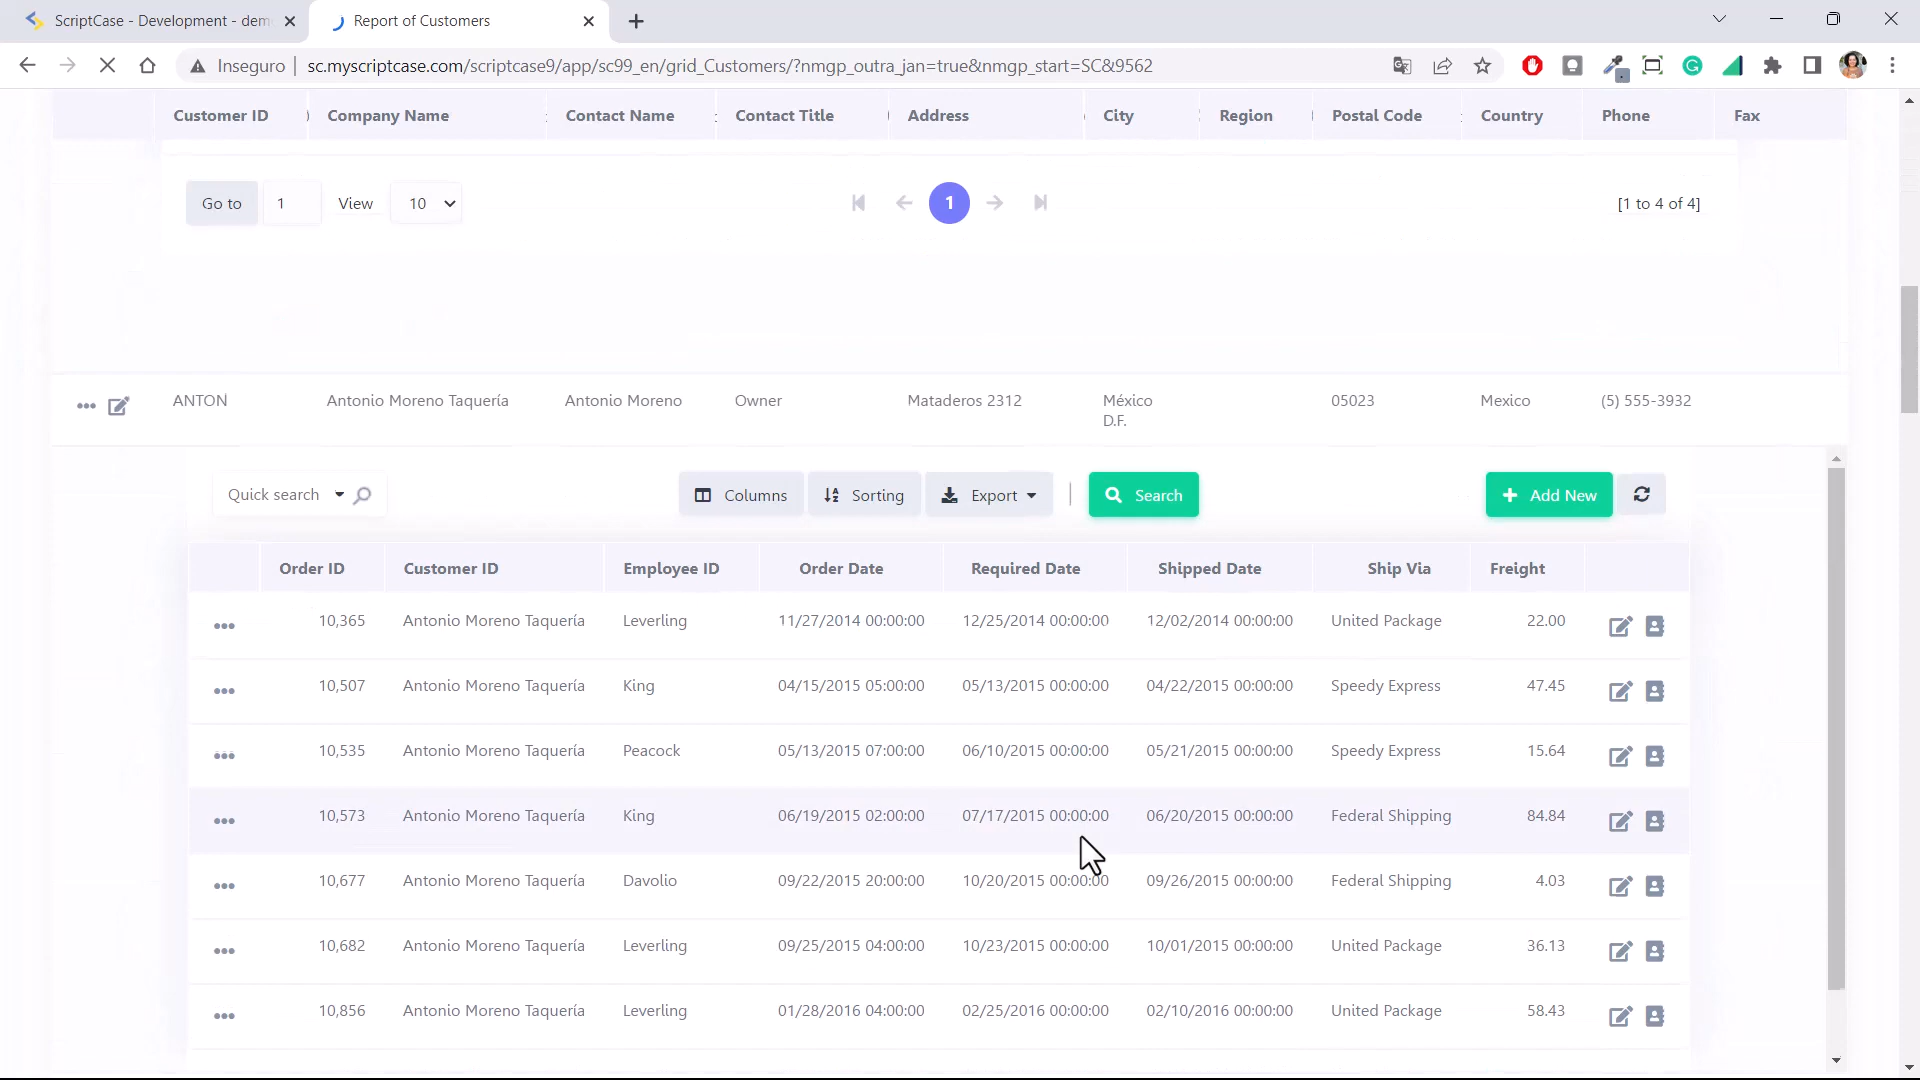 ScriptCase - Development - dem
Report of Customers
Inseguro | sc.myscriptcase.com/scriptcase9/app/sc99_en/grid_Customers/?nmgp_outra_jan=true&nmgp_start=SC&9562
Customer ID Company Name Contact Name Contact Title Address City Region Postal Code Country Phone Fax
Go to 1 View 10 1 [1 to 4 of 4]
ANTON Antonio Moreno Taquería Antonio Moreno Owner Mataderos 2312 México 05023 Mexico (5) 555-3932
D.F.
Quick search Columns Sorting Export Search Add New
Order ID Customer ID Employee ID Order Date Required Date Shipped Date Ship Via Freight
10,365 Antonio Moreno Taquería Leverling 11/27/2014 00:00:00 12/25/2014 00:00:00 12/02/2014 00:00:00 United Package 22.00
10,507 Antonio Moreno Taquería King 04/15/2015 05:00:00 05/13/2015 00:00:00 04/22/2015 00:00:00 Speedy Express 47.45
10,535 Antonio Moreno Taquería Peacock 05/13/2015 07:00:00 06/10/2015 00:00:00 05/21/2015 00:00:00 Speedy Express 15.64
10,573 Antonio Moreno Taquería King 06/19/2015 02:00:00 07/17/2015 00:00:00 06/20/2015 00:00:00 Federal Shipping 84.84
10,677 Antonio Moreno Taquería Davolio 09/22/2015 20:00:00 10/20/2015 00:00:00 09/26/2015 00:00:00 Federal Shipping 4.03
10,682 Antonio Moreno Taquería Leverling 09/25/2015 04:00:00 10/23/2015 00:00:00 10/01/2015 00:00:00 United Package 36.13
10,856 Antonio Moreno Taquería Leverling 01/28/2016 04:00:00 02/25/2016 00:00:00 02/10/2016 00:00:00 United Package 58.43